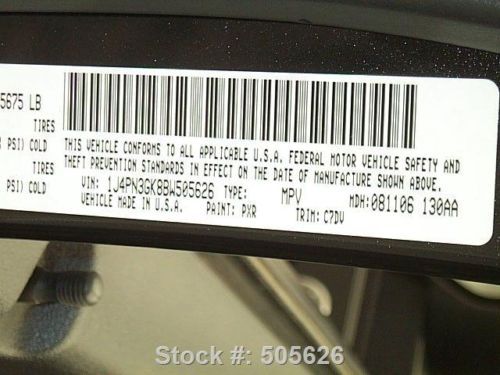 5675 LB
TIRES
PSI) COLD
TIRES
PSI) COLD
THIS VEHICLE CONFORMS TO ALL APPLICABLE U.S.A. FEDERAL MOTOR VEHICLE SAFETY AND
THEFT PREVENTION STANDARDS IN EFFECT ON THE DATE OF MANUFACTURE SHOWN ABOVE.
VIN: 1J4PN3GK8BW505626 TYPE: MPV MDH: 081106 130AA
VEHICLE MADE IN U.S.A. PAINT: PXR TRIM: C7DV
Stock #: 505626